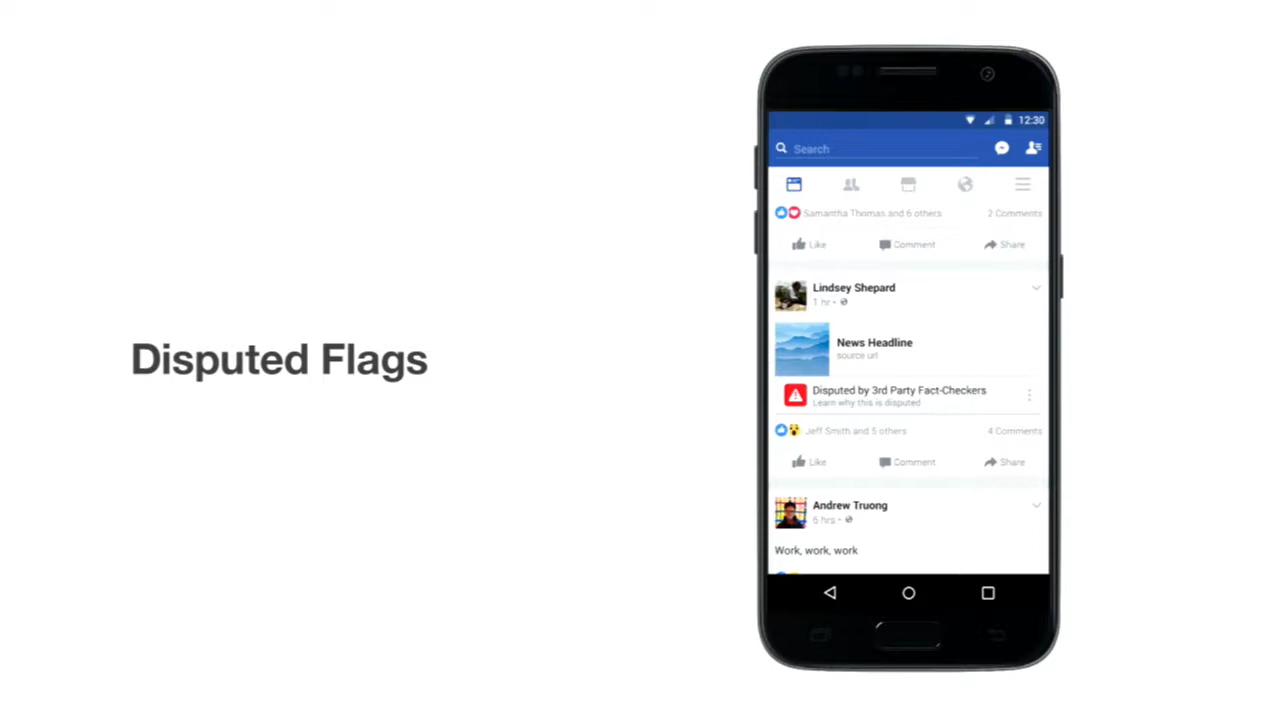 Disputed Flags
12:30
Search
Samantha Thomas and 6 others 2 Comments
Like Comment Share
Lindsey Shepard
1 hr •
News Headline
source url
Disputed by 3rd Party Fact-Checkers
Learn why this is disputed
Jeff Smith and 5 others 4 Comments
Like Comment Share
Andrew Truong
6 hrs •
Work, work, work